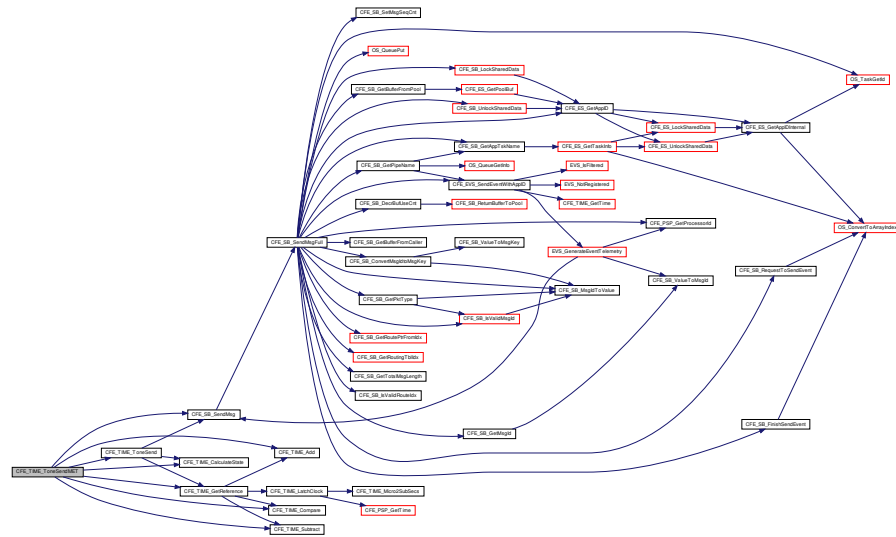 CFE_SB_SetMsgSeqCnt
OS_QueuePut
CFE_SB_LockSharedData
OS_TaskGetId
CFE_SB_GetBufferFromPool
CFE_ES_GetPoolBuf
CFE_SB_UnlockSharedData
CFE_ES_GetAppID
CFE_ES_LockSharedData
CFE_ES_GetAppIDInternal
CFE_SB_GetAppTskName
CFE_ES_GetTaskInfo
CFE_ES_UnlockSharedData
CFE_SB_GetPipeName
OS_QueueGetInfo
EVS_IsFiltered
CFE_EVS_SendEventWithAppID
EVS_NotRegistered
CFE_SB_DecrBufUseCnt
CFE_SB_ReturnBufferToPool
CFE_TIME_GetTime
CFE_PSP_GetProcessorId
OS_ConvertToArrayIndex
CFE_SB_SendMsgFull
CFE_SB_GetBufferFromCaller
CFE_SB_ValueToMsgKey
EVS_GenerateEventTelemetry
CFE_SB_ConvertMsgIdtoMsgKey
CFE_SB_RequestToSendEvent
CFE_SB_ValueToMsgId
CFE_SB_MsgIdToValue
CFE_SB_GetPktType
CFE_SB_IsValidMsgId
CFE_SB_GetRoutePtrFromIdx
CFE_SB_GetRoutingTblIdx
CFE_SB_GetTotalMsgLength
CFE_SB_IsValidRouteIdx
CFE_SB_SendMsg
CFE_SB_FinishSendEvent
CFE_SB_GetMsgId
CFE_TIME_ToneSend
CFE_TIME_Add
CFE_TIME_CalculateState
CFE_TIME_ToneSendMET
CFE_TIME_GetReference
CFE_TIME_LatchClock
CFE_TIME_Micro2SubSecs
CFE_TIME_Compare
CFE_PSP_GetTime
CFE_TIME_Subtract